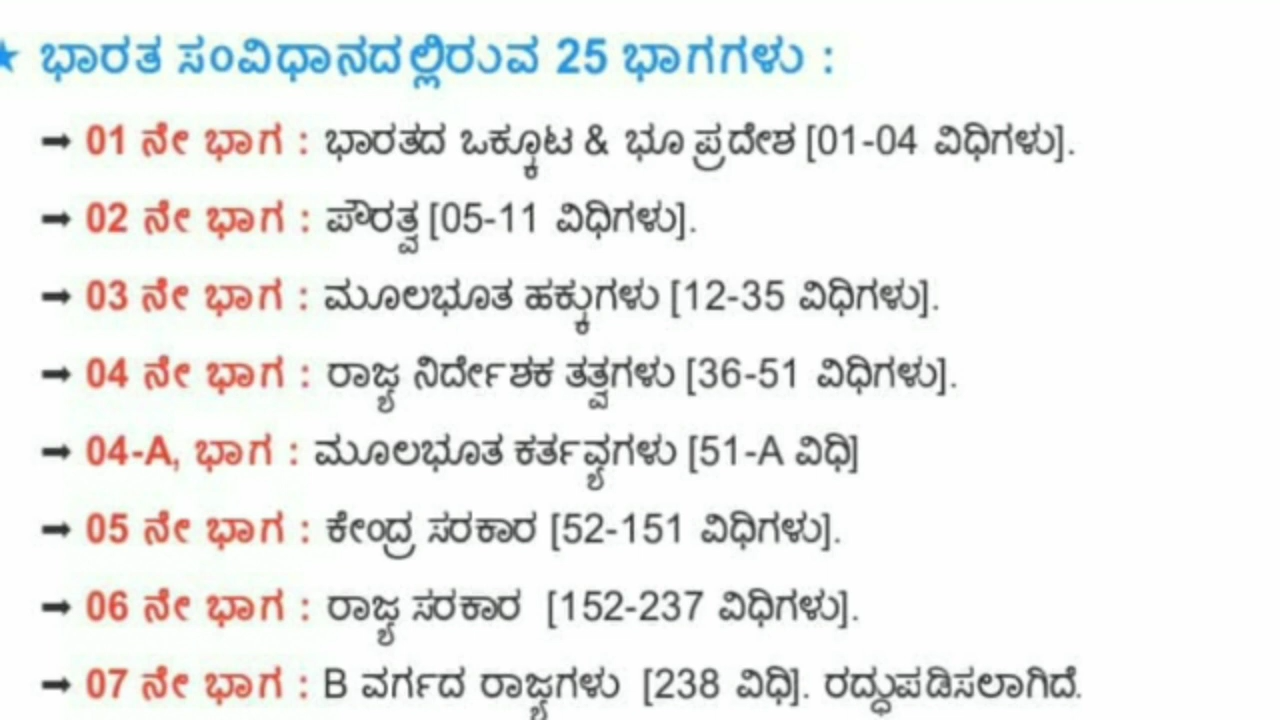 ★ ಭಾರತ ಸಂವಿಧಾನದಲ್ಲಿರುವ 25 ಭಾಗಗಳು :
➡ 01 ನೇ ಭಾಗ : ಭಾರತದ ಒಕ್ಕೂಟ & ಭೂ ಪ್ರದೇಶ [01-04 ವಿಧಿಗಳು].
➡ 02 ನೇ ಭಾಗ : ಪೌರತ್ವ [05-11 ವಿಧಿಗಳು].
➡ 03 ನೇ ಭಾಗ : ಮೂಲಭೂತ ಹಕ್ಕುಗಳು [12-35 ವಿಧಿಗಳು].
➡ 04 ನೇ ಭಾಗ : ರಾಜ್ಯ ನಿರ್ದೇಶಕ ತತ್ವಗಳು [36-51 ವಿಧಿಗಳು].
➡ 04-A, ಭಾಗ : ಮೂಲಭೂತ ಕರ್ತವ್ಯಗಳು [51-A ವಿಧಿ]
➡ 05 ನೇ ಭಾಗ : ಕೇಂದ್ರ ಸರಕಾರ [52-151 ವಿಧಿಗಳು].
➡ 06 ನೇ ಭಾಗ : ರಾಜ್ಯ ಸರಕಾರ [152-237 ವಿಧಿಗಳು].
➡ 07 ನೇ ಭಾಗ : B ವರ್ಗದ ರಾಜ್ಯಗಳು [238 ವಿಧಿ]. ರದ್ದುಪಡಿಸಲಾಗಿದೆ.